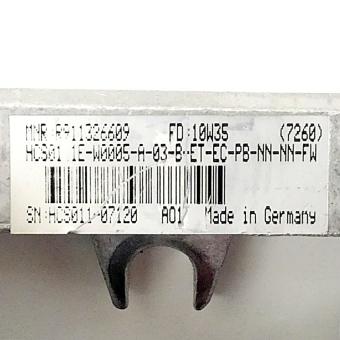 MNR:R911326609 FD:10W35 (7260)
HCS01.1E-W0005-A-03-B-ET-EC-PB-NN-NN-FW
SN:HCS011-07120 A01 Made in Germany